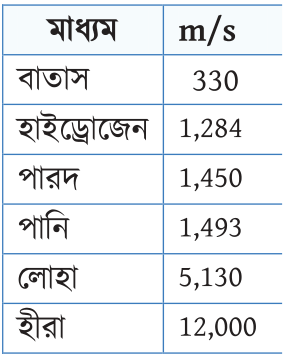 মাধ্যম m/s
বাতাস 330
হাইড্রোজেন 1,284
পারদ 1,450
পানি 1,493
লোহা 5,130
হীরা 12,000